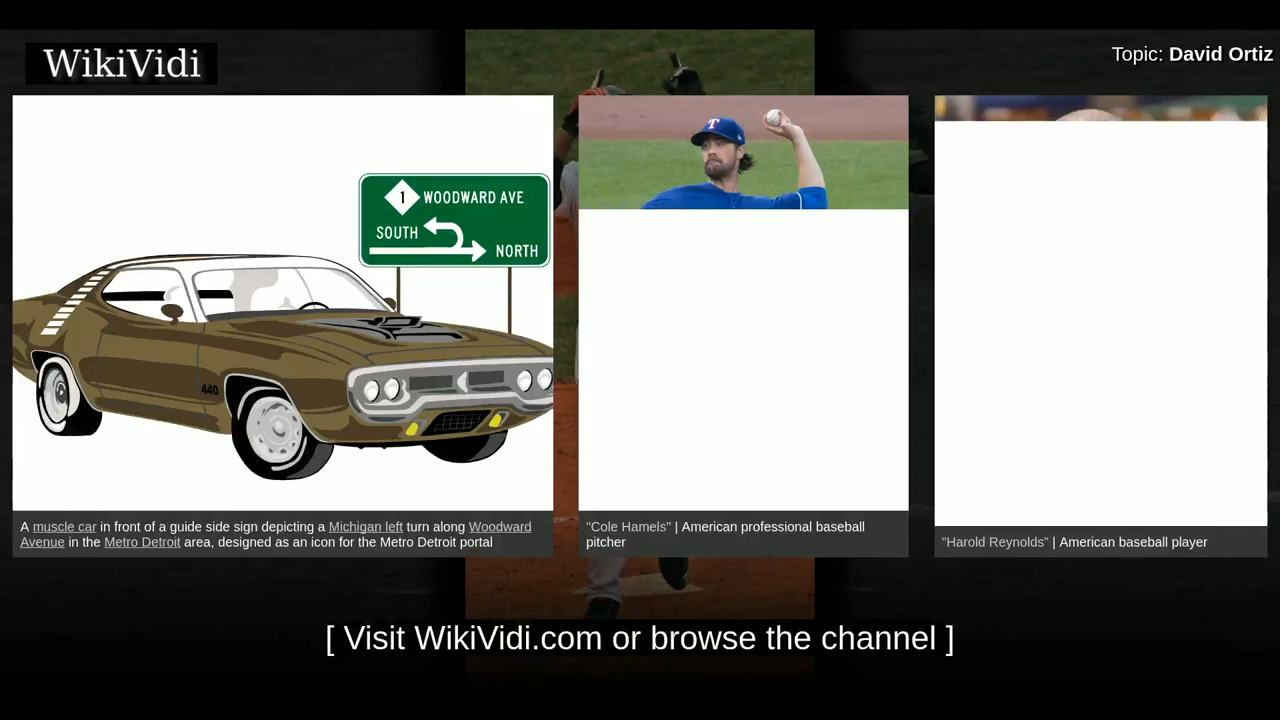 WikiVidi
Topic: David Ortiz
1 WOODWARD AVE
SOUTH
NORTH
440
T
A muscle car in front of a guide side sign depicting a Michigan left turn along Woodward
Avenue in the Metro Detroit area, designed as an icon for the Metro Detroit portal
"Cole Hamels" | American professional baseball
pitcher
"Harold Reynolds" | American baseball player
[ Visit WikiVidi.com or browse the channel ]